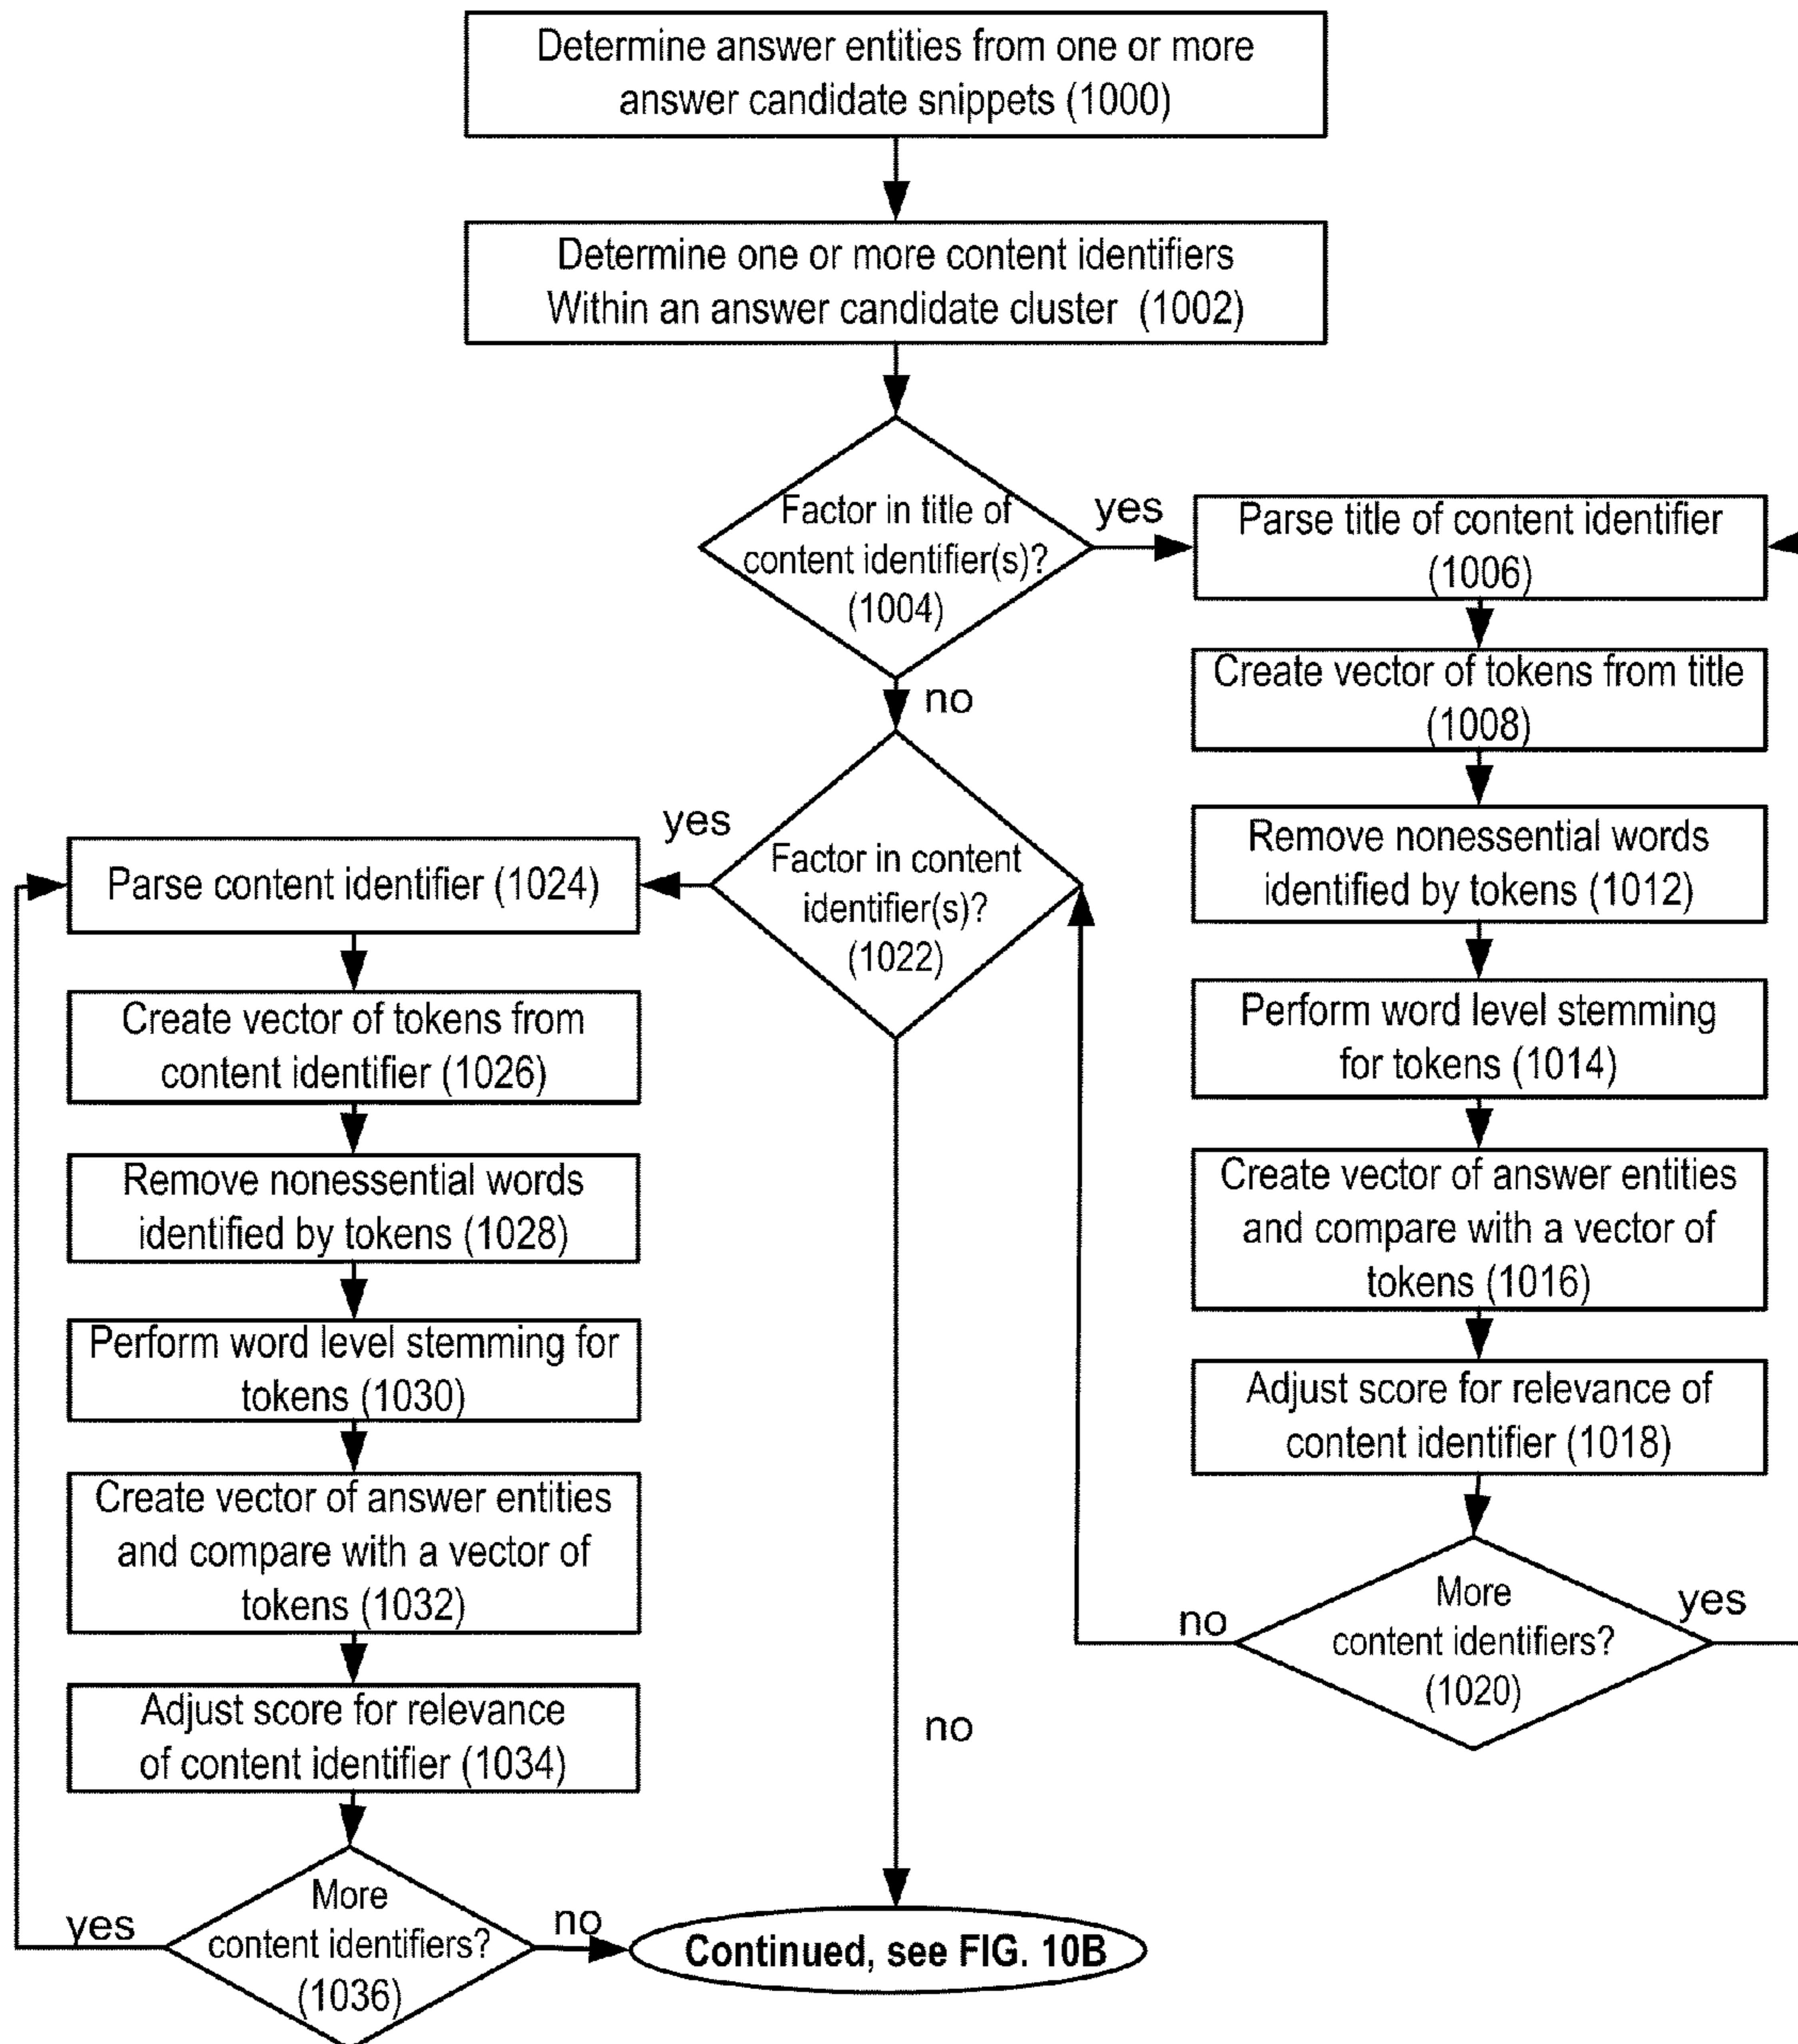 Determine answer entities from one or more
answer candidate snippets (1000)
Determine one or more content identifiers
Within an answer candidate cluster (1002)
Factor in title of
content identifier(s)?
(1004)
yes
no
Parse title of content identifier
(1006)
Create vector of tokens from title
(1008)
Remove nonessential words
identified by tokens (1012)
Perform word level stemming
for tokens (1014)
Create vector of answer entities
and compare with a vector of
tokens (1016)
Adjust score for relevance of
content identifier (1018)
More
content identifiers?
(1020)
yes
no
Factor in content
identifier(s)?
(1022)
yes
no
Parse content identifier (1024)
Create vector of tokens from
content identifier (1026)
Remove nonessential words
identified by tokens (1028)
Perform word level stemming for
tokens (1030)
Create vector of answer entities
and compare with a vector of
tokens (1032)
Adjust score for relevance
of content identifier (1034)
More
content identifiers?
(1036)
yes
no
Continued, see FIG. 10B